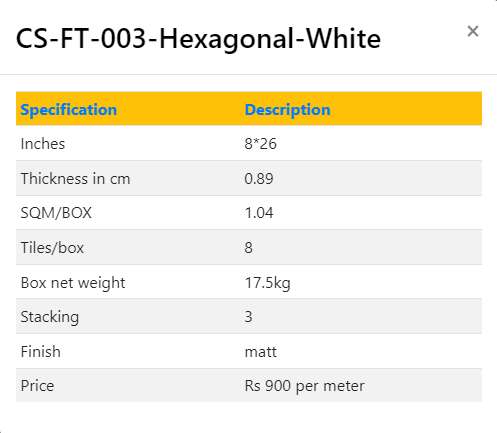 CS-FT-003-Hexagonal-White
×
Specification Description
Inches 8*26
Thickness in cm 0.89
SQM/BOX 1.04
Tiles/box 8
Box net weight 17.5kg
Stacking 3
Finish matt
Price Rs 900 per meter